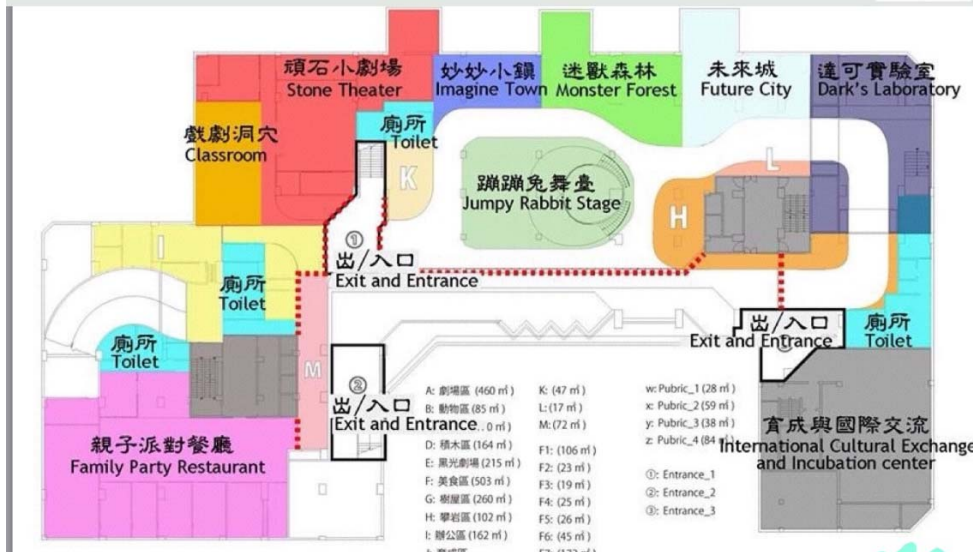 頑石小劇場
Stone Theater
妙妙小鎮
Imagine Town
迷獸森林
Monster Forest
未來城
Future City
達可實驗室
Dark's Laboratory
廁所
Toilet
戲劇洞穴
Classroom
K
蹦蹦兔舞臺
Jumpy Rabbit Stage
L
H
①
出/入口
Exit and Entrance
廁所
Toilet
廁所
Toilet
出/入口
Exit and Entrance
廁所
Toilet
M
②
出/入口
Exit and Entrance
親子派對餐廳
Family Party Restaurant
育成與國際交流
International Cultural Exchange
and Incubation center
A: 劇場區 (460 ㎡)
B: 動物區 (85 ㎡)
0 ㎡)
D: 積木區 (164 ㎡)
E: 黑光劇場 (215 ㎡)
F: 美食區 (503 ㎡)
G: 樹屋區 (260 ㎡)
H: 攀岩區 (102 ㎡)
I: 辦公區 (162 ㎡)
K: (47 ㎡)
L: (17 ㎡)
M: (72 ㎡)
F1: (106 ㎡)
F2: (23 ㎡)
F3: (19 ㎡)
F4: (25 ㎡)
F5: (26 ㎡)
F6: (45 ㎡)
w: Pubric_1 (28 ㎡)
x: Pubric_2 (59 ㎡)
y: Pubric_3 (38 ㎡)
z: Pubric_4 (84 ㎡)
①: Entrance_1
②: Entrance_2
③: Entrance_3